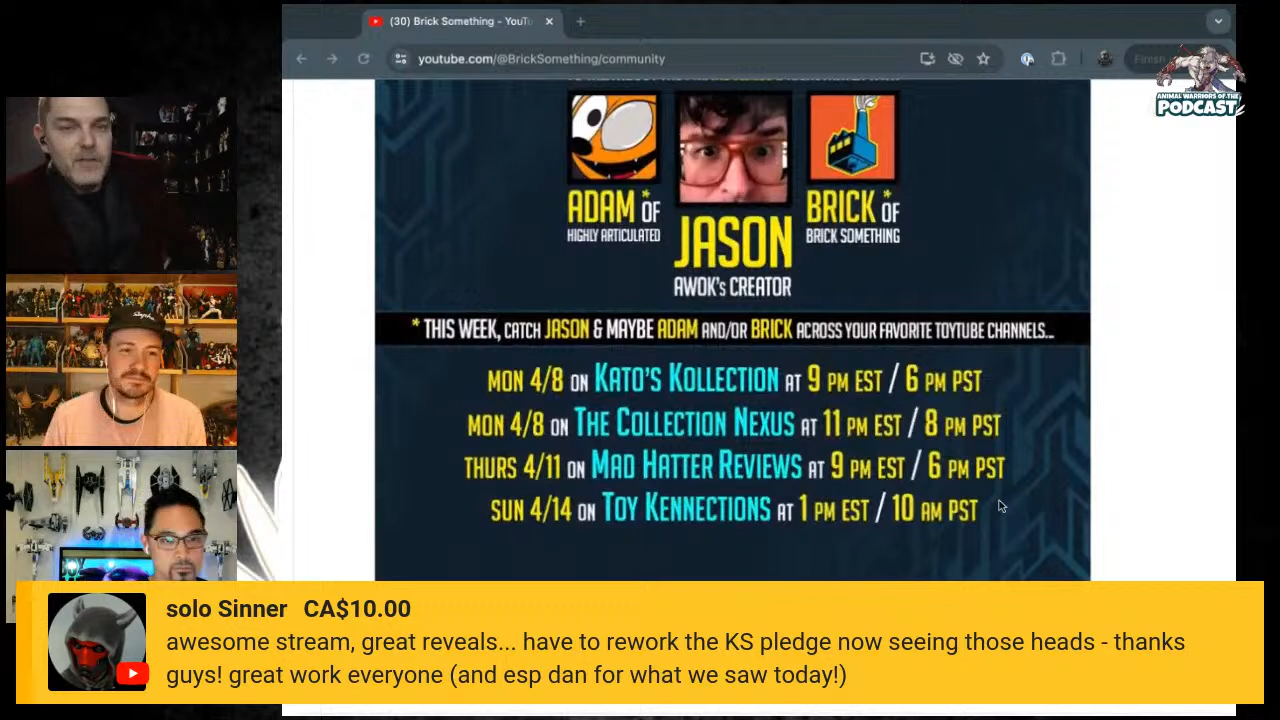 (30) Brick Something - YouTu
youtube.com/@BrickSomething/community
Finish
ANIMAL WARRIORS OF THE
PODCAST
ADAM* OF
HIGHLY ARTICULATED
JASON
AWOK's CREATOR
BRICK* OF
BRICK SOMETHING
* THIS WEEK, CATCH JASON & MAYBE ADAM AND/OR BRICK ACROSS YOUR FAVORITE TOYTUBE CHANNELS...
MON 4/8 ON KATO'S KOLLECTION AT 9 PM EST / 6 PM PST
MON 4/8 ON THE COLLECTION NEXUS AT 11 PM EST / 8 PM PST
THURS 4/11 ON MAD HATTER REVIEWS AT 9 PM EST / 6 PM PST
SUN 4/14 ON TOY KENNECTIONS AT 1 PM EST / 10 AM PST
solo Sinner CA$10.00
awesome stream, great reveals... have to rework the KS pledge now seeing those heads - thanks
guys! great work everyone (and esp dan for what we saw today!)